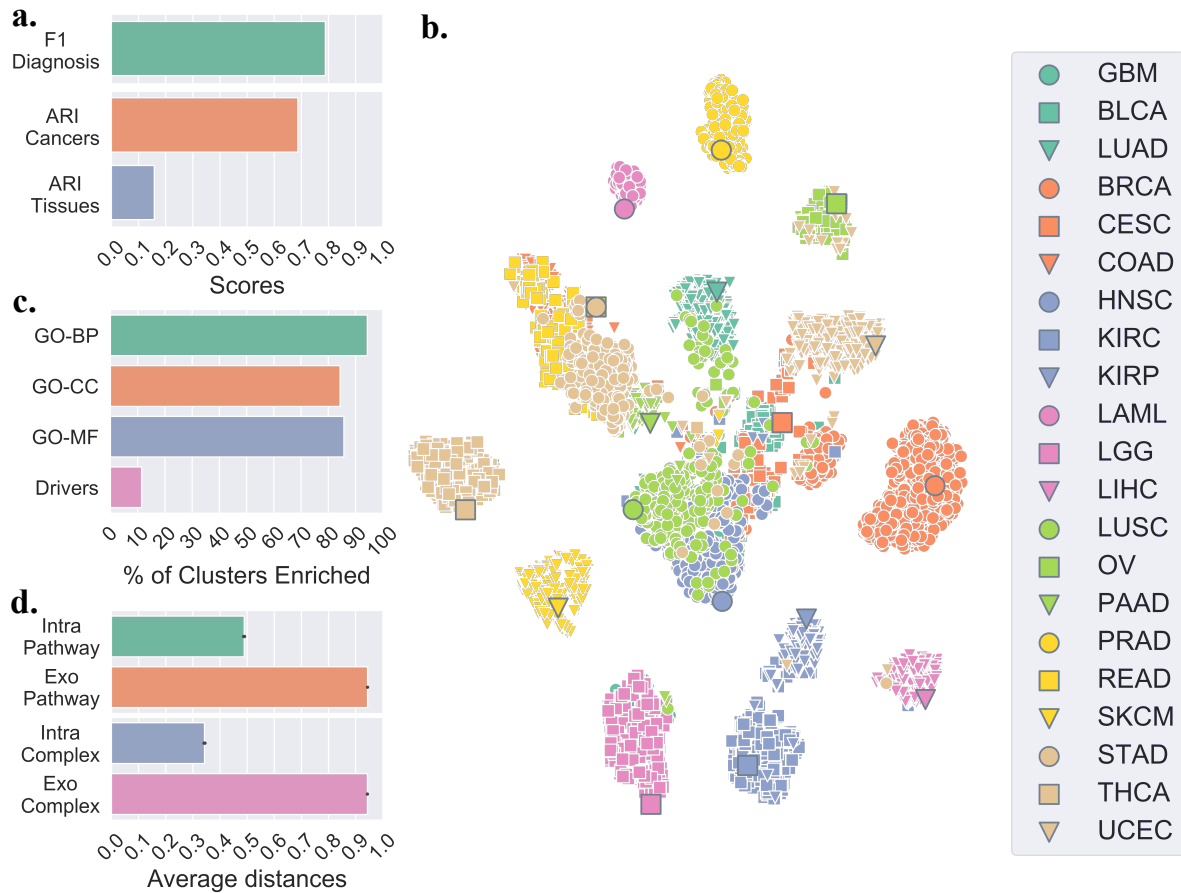 a.
F1
Diagnosis
ARI
Cancers
ARI
Tissues
0.0 0.1 0.2 0.3 0.4 0.5 0.6 0.7 0.8 0.9 1.0
Scores
c.
GO-BP
GO-CC
GO-MF
Drivers
0 10 20 30 40 50 60 70 80 90 100
% of Clusters Enriched
d.
Intra
Pathway
Exo
Pathway
Intra
Complex
Exo
Complex
0.0 0.1 0.2 0.3 0.4 0.5 0.6 0.7 0.8 0.9 1.0
Average distances
b.
GBM
BLCA
LUAD
BRCA
CESC
COAD
HNSC
KIRC
KIRP
LAML
LGG
LIHC
LUSC
OV
PAAD
PRAD
READ
SKCM
STAD
THCA
UCEC